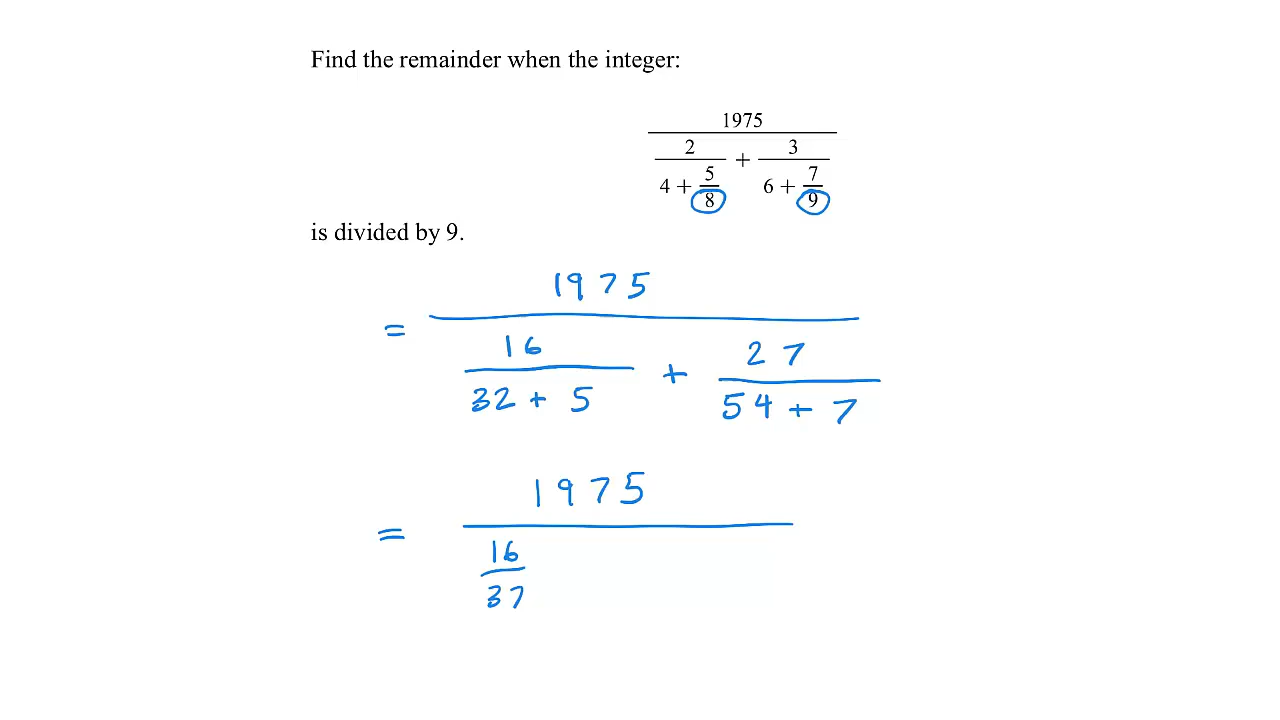 Find the remainder when the integer:
1975
2 + 3
4 + 5 6 + 7
8 9
is divided by 9.
1975
=
16 + 27
32 + 5 54 + 7
1975
=
16
37